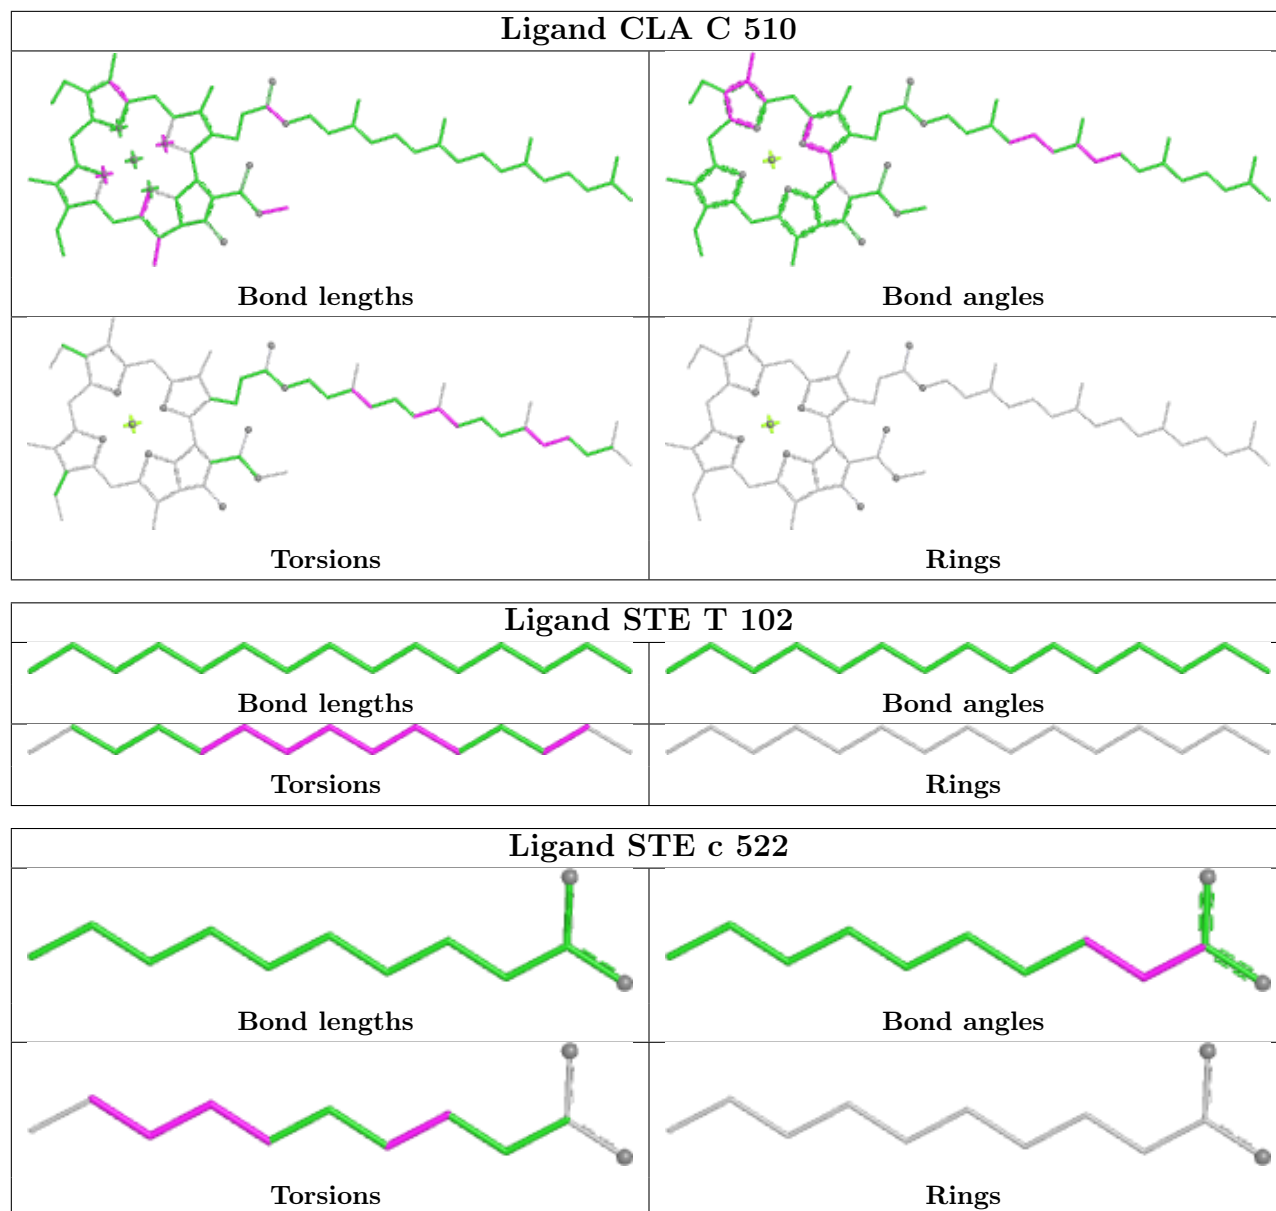 Ligand CLA C 510
Bond lengths
Bond angles
Torsions
Rings
Ligand STE T 102
Bond lengths
Bond angles
Torsions
Rings
Ligand STE c 522
Bond lengths
Bond angles
Torsions
Rings